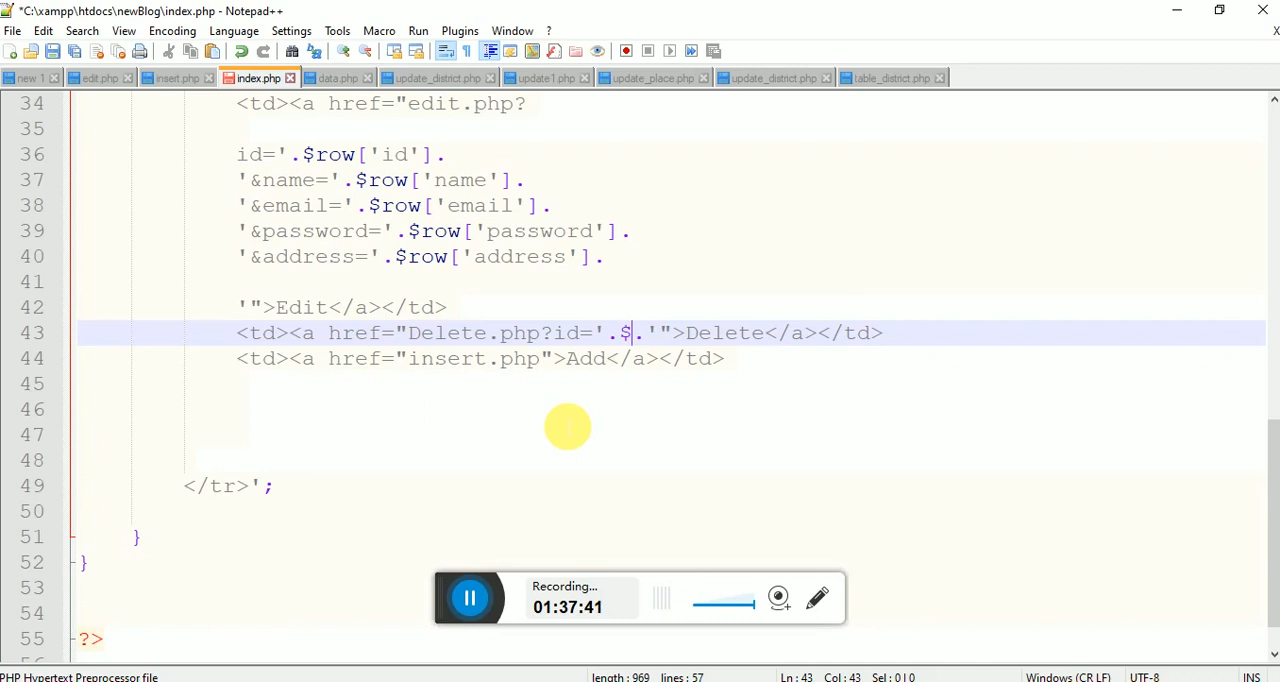 *C:\xampp\htdocs\newBlog\index.php - Notepad++
File Edit Search View Encoding Language Settings Tools Macro Run Plugins Window ? X
new 1 edit.php insert.php index.php data.php update_district.php update1.php update_place.php update_district.php table_district.php
34 <td><a href="edit.php?
35
36 id='.$row['id'].
37 '&name='.$row['name'].
38 '&email='.$row['email'].
39 '&password='.$row['password'].
40 '&address='.$row['address'].
41
42 '">Edit</a></td>
43 <td><a href="Delete.php?id='.$.'">Delete</a></td>
44 <td><a href="insert.php">Add</a></td>
45
46
47
48
49 </tr>';
50
51 }
52 }
53
54
55 ?>
Recording...
01:37:41
PHP Hypertext Preprocessor file length : 969 lines : 57 Ln : 43 Col : 43 Sel : 0 | 0 Windows (CR LF) UTF-8 INS